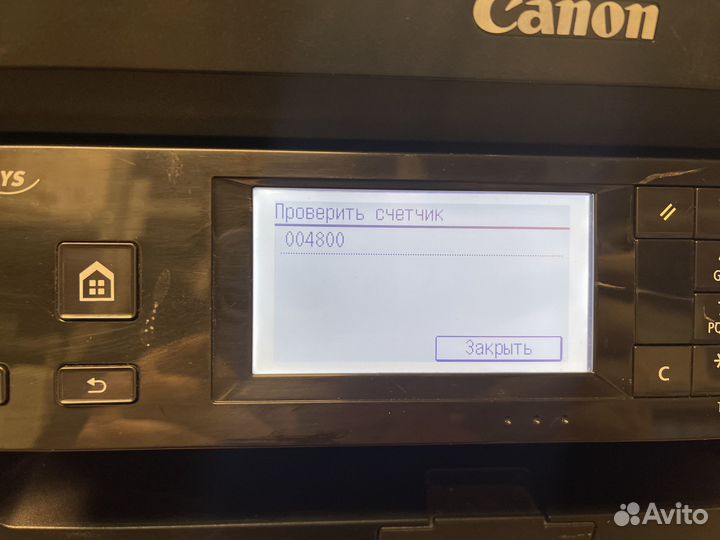 Canon
YS
Проверить счетчик
004800
Закрыть
C
Avito